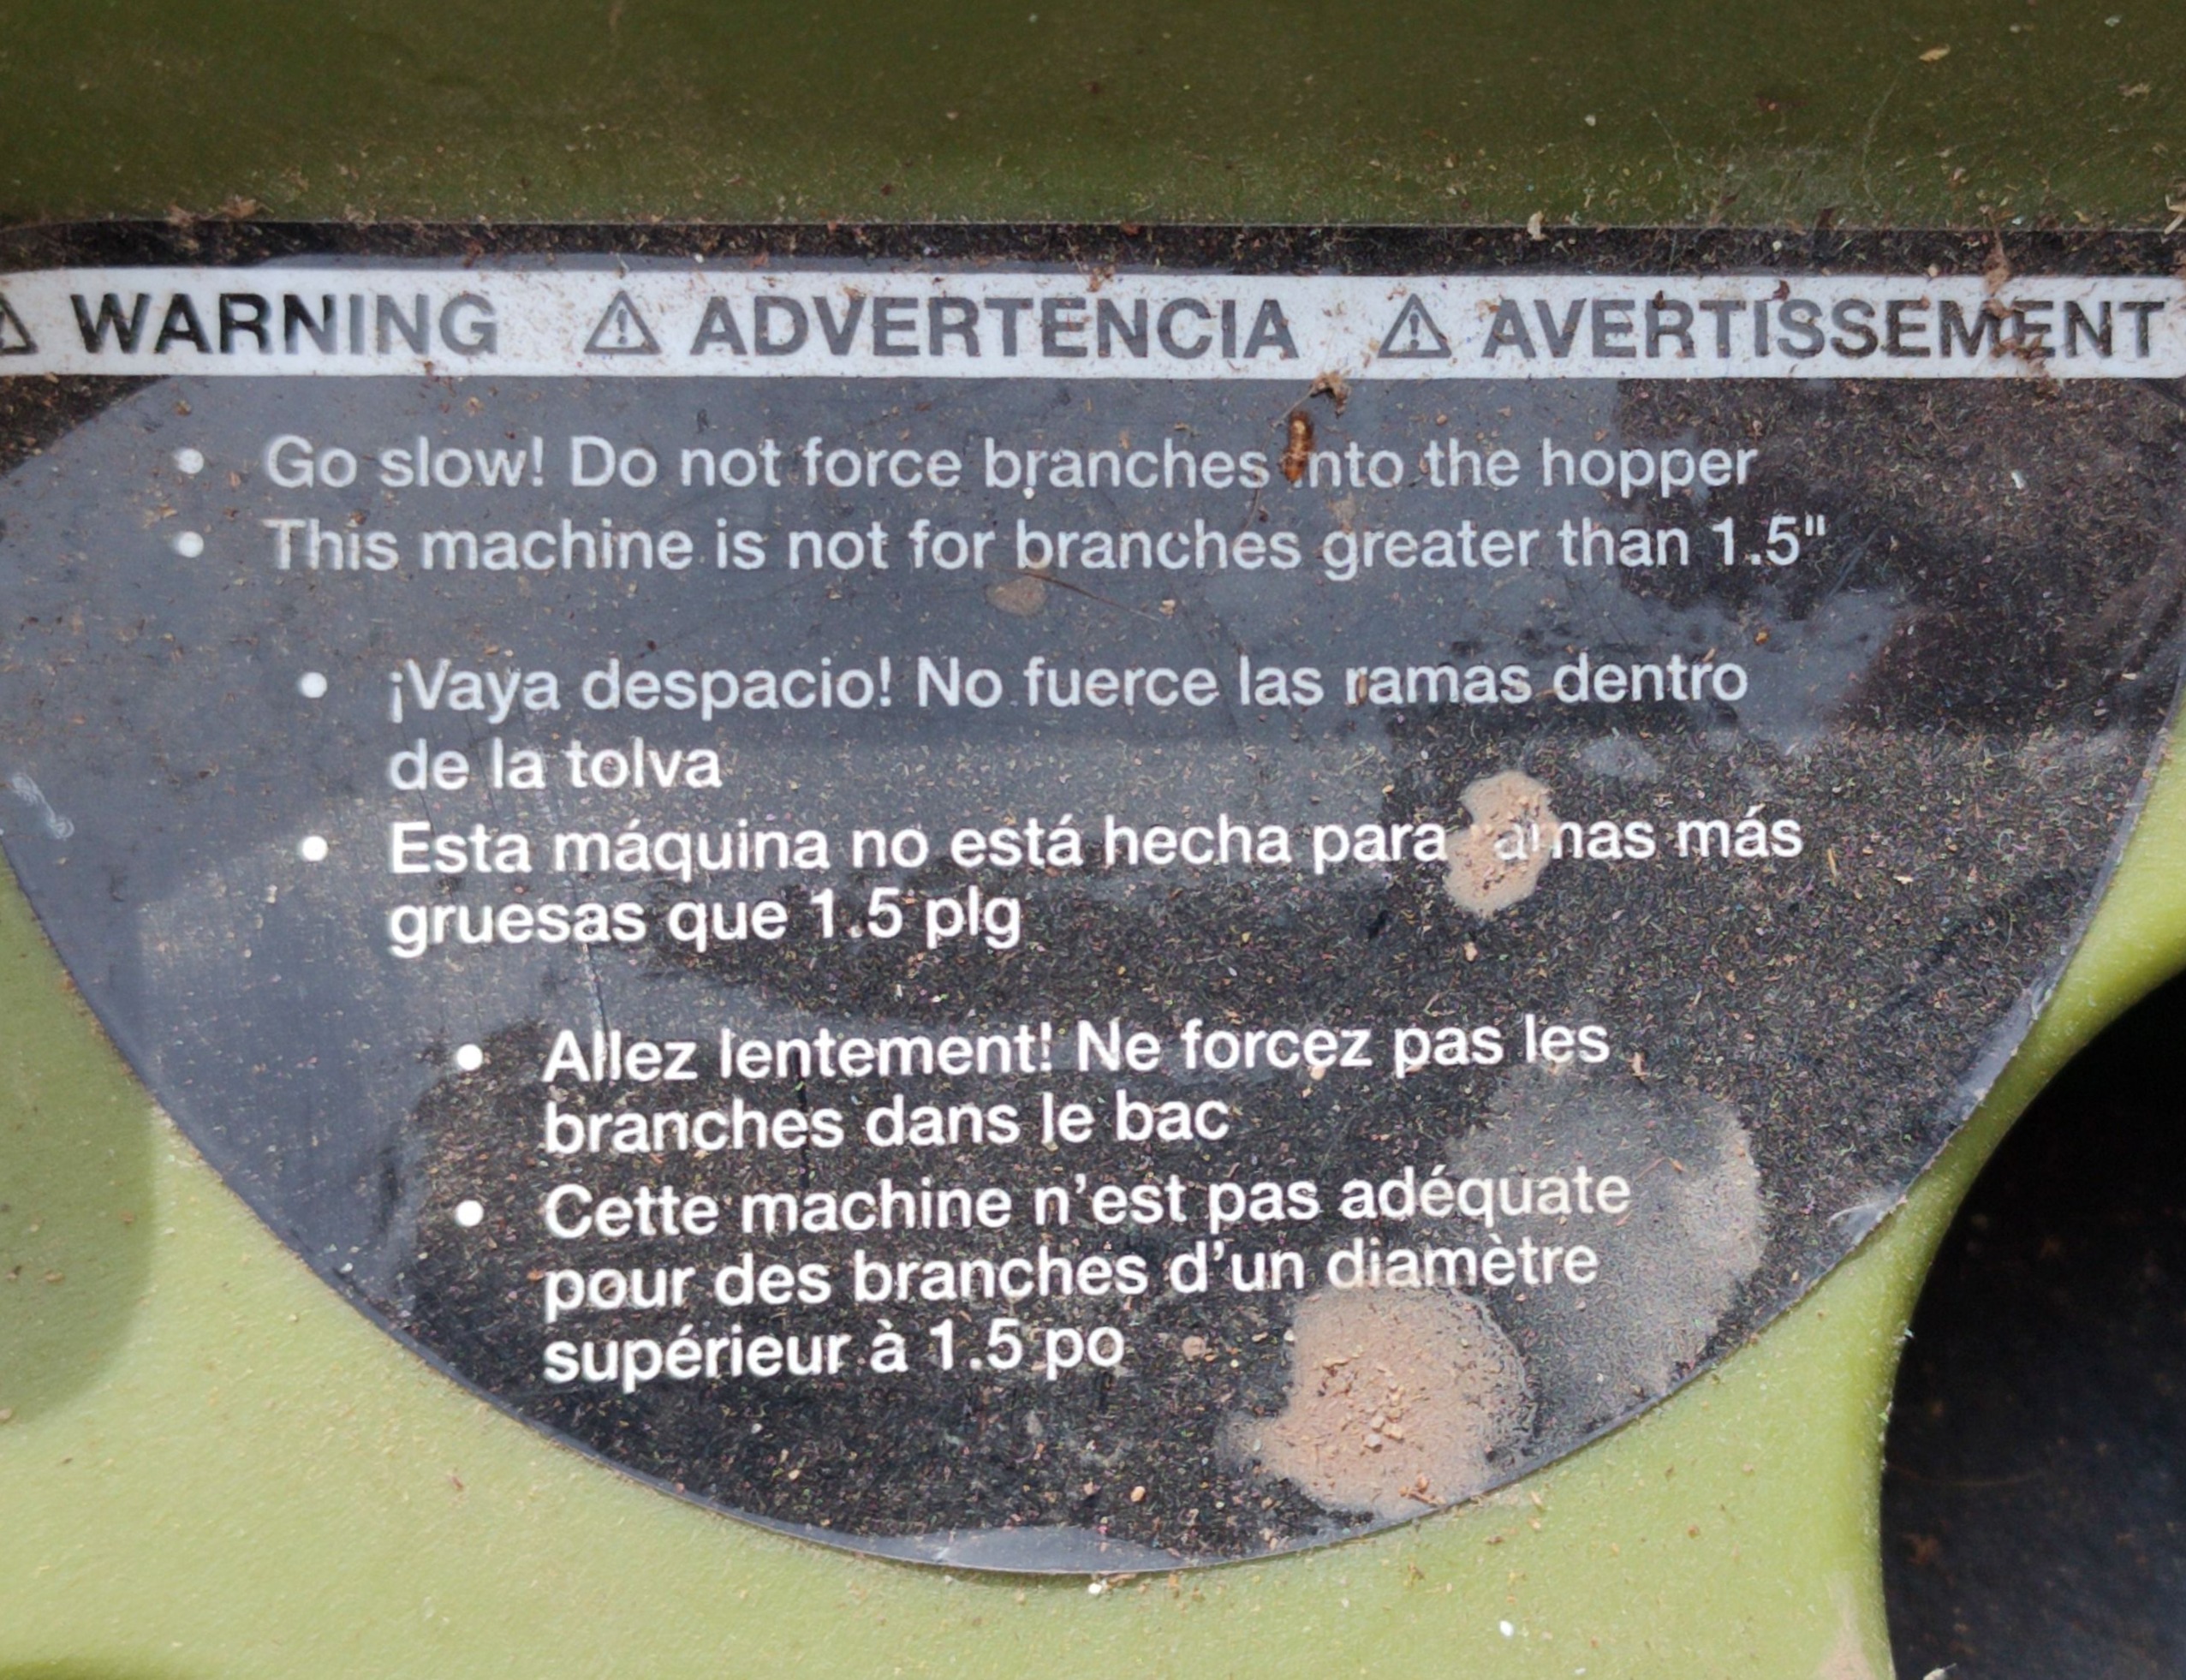 ⚠ WARNING ⚠ ADVERTENCIA ⚠ AVERTISSEMENT
• Go slow! Do not force branches into the hopper
• This machine is not for branches greater than 1.5"
• ¡Vaya despacio! No fuerce las ramas dentro
de la tolva
• Esta máquina no está hecha para ramas más
gruesas que 1.5 plg
• Allez lentement! Ne forcez pas les
branches dans le bac
• Cette machine n'est pas adéquate
pour des branches d'un diamètre
supérieur à 1.5 po